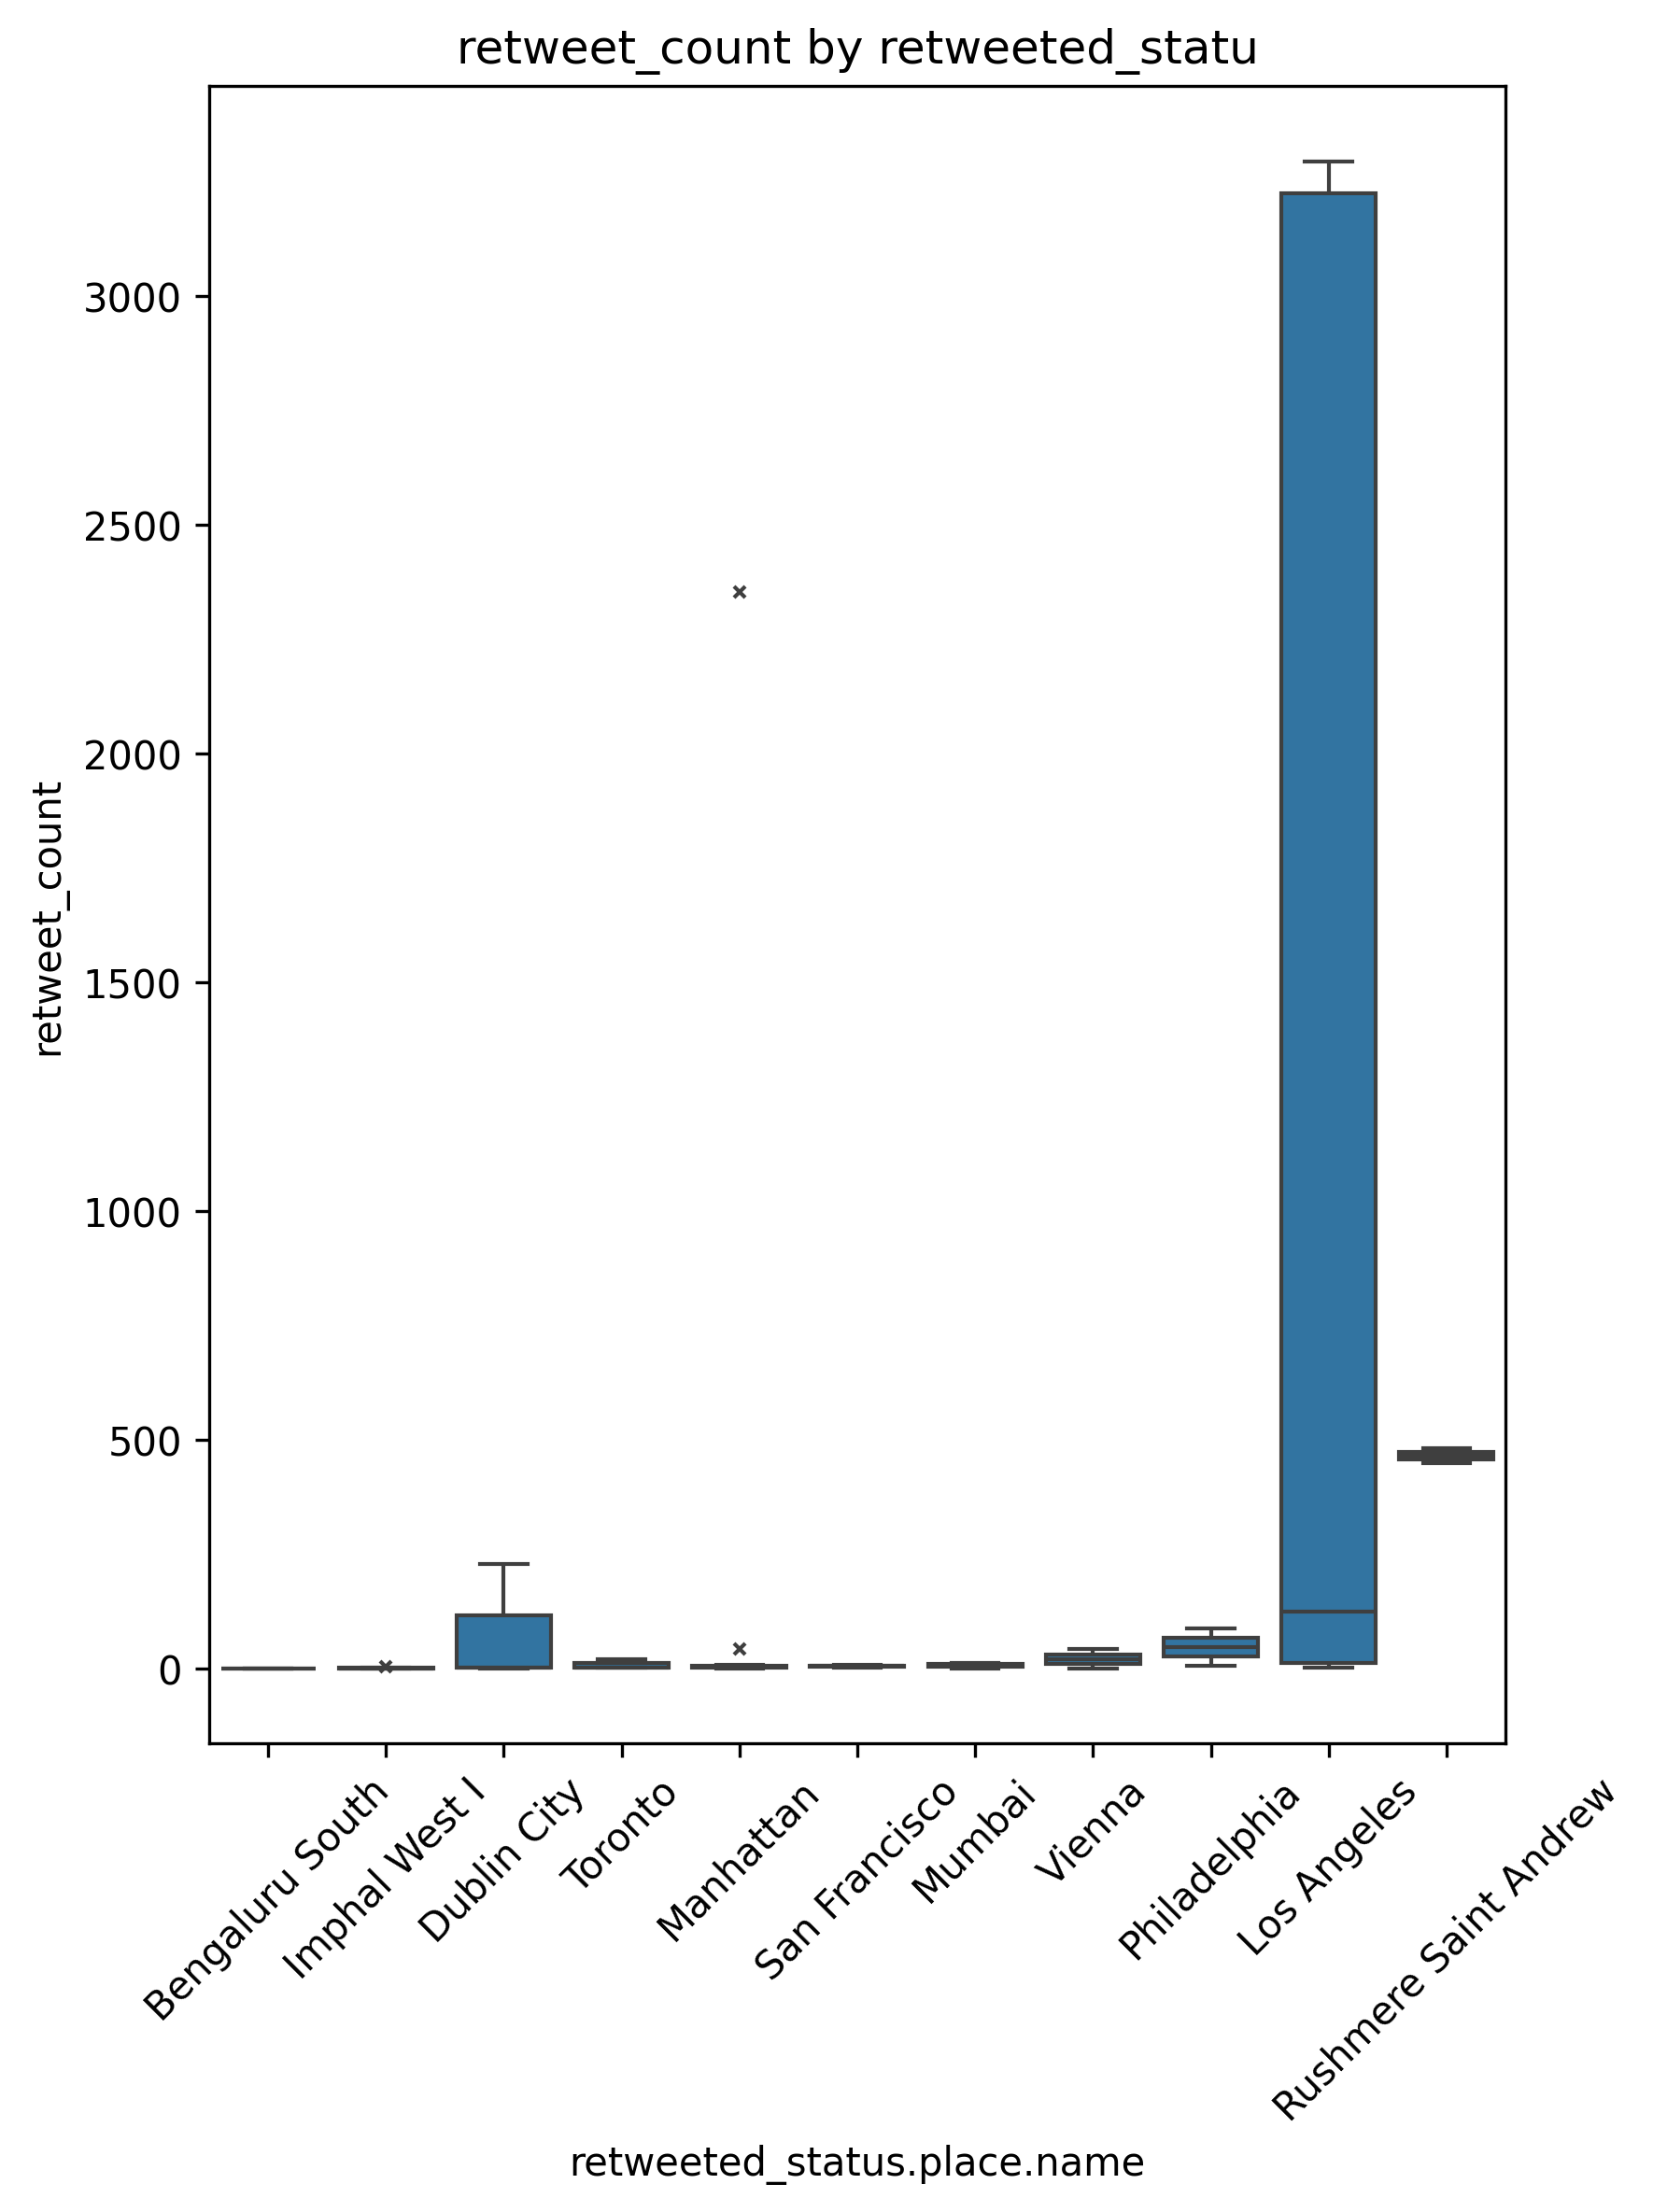 retweet_count by retweeted_statu
retweet_count
3000
2500
2000
1500
1000
500
0
Bengaluru South
Imphal West I
Dublin City
Toronto
Manhattan
San Francisco
Mumbai
Vienna
Philadelphia
Los Angeles
Rushmere Saint Andrew
retweeted_status.place.name